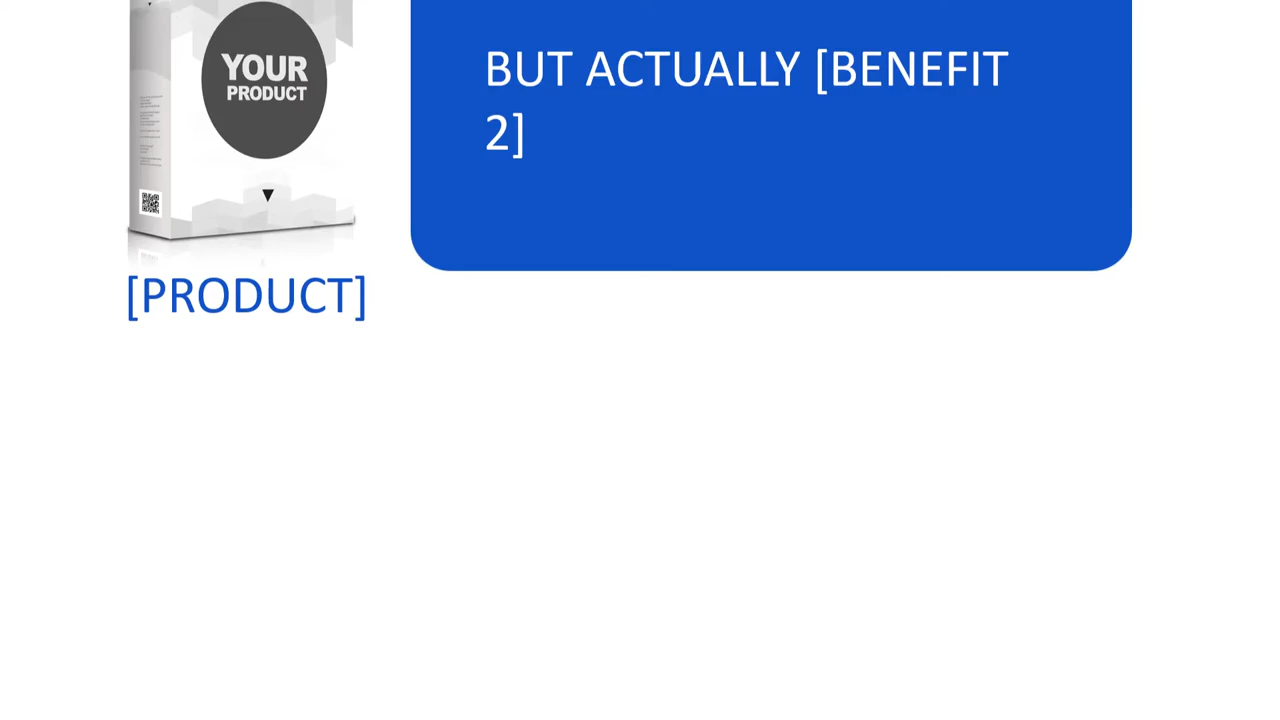 YOUR
PRODUCT
BUT ACTUALLY [BENEFIT
2]
[PRODUCT]